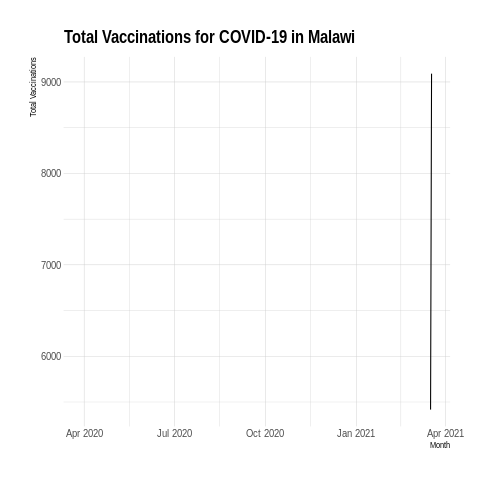 Total Vaccinations for COVID-19 in Malawi
Total Vaccinations
9000
8000
7000
6000
Apr 2020 Jul 2020 Oct 2020 Jan 2021 Apr 2021
Month